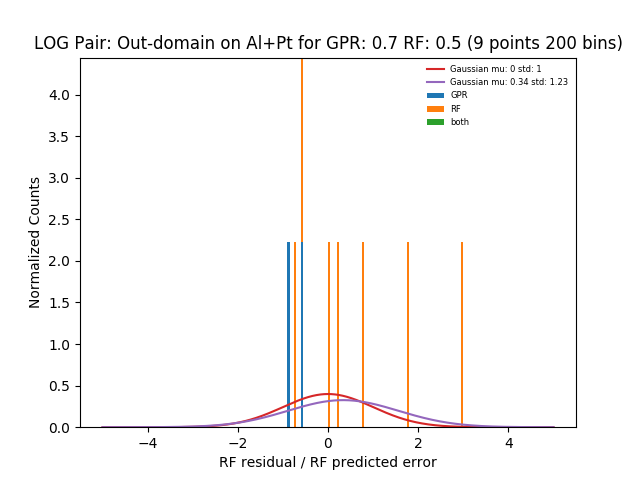 LOG Pair: Out-domain on Al+Pt for GPR: 0.7 RF: 0.5 (9 points 200 bins)
Gaussian mu: 0 std: 1
Gaussian mu: 0.34 std: 1.23
GPR
RF
both
Normalized Counts
4.0
3.5
3.0
2.5
2.0
1.5
1.0
0.5
0.0
−4 −2 0 2 4
RF residual / RF predicted error